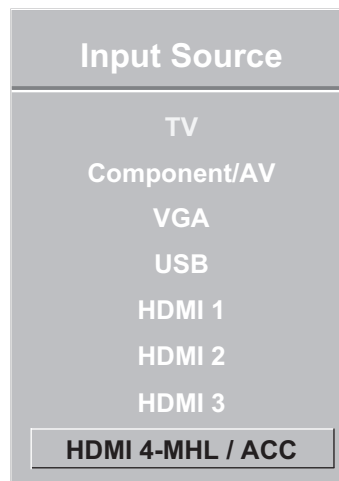 Input Source
TV
Component/AV
VGA
USB
HDMI 1
HDMI 2
HDMI 3
HDMI 4-MHL / ACC